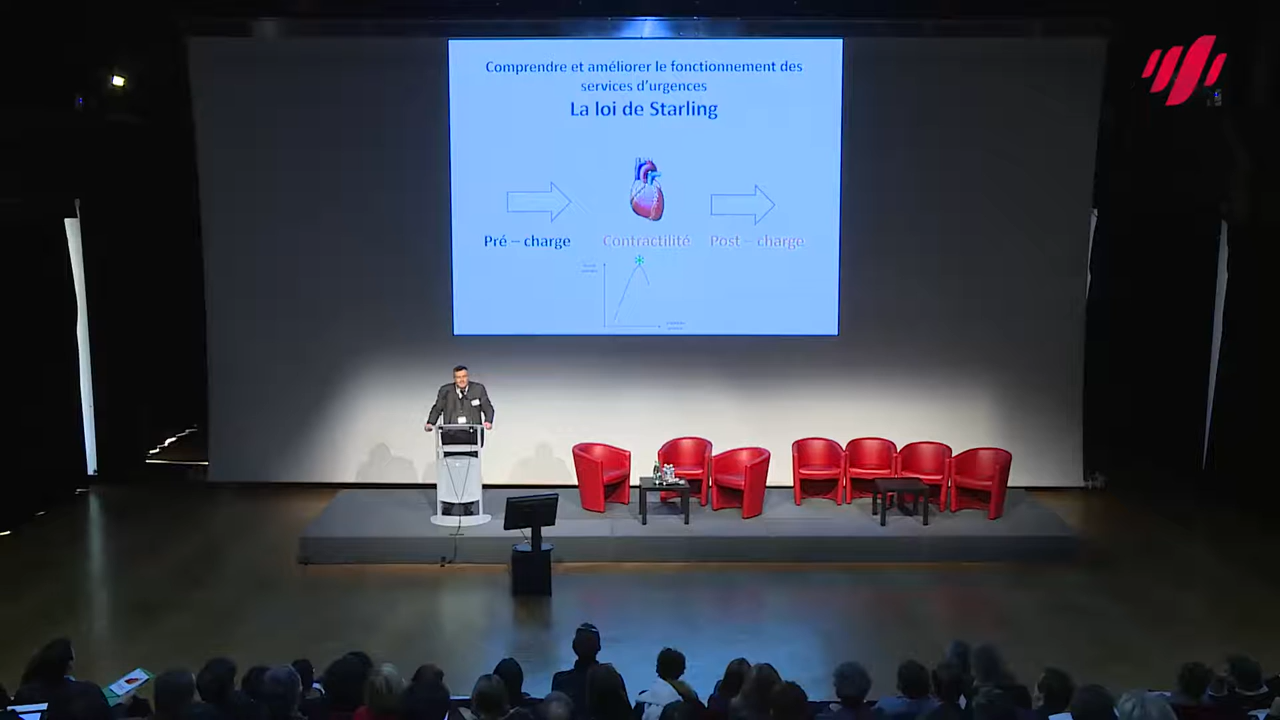 Comprendre et améliorer le fonctionnement des
services d'urgences
La loi de Starling
Pré – charge
Contractilité
Post – charge